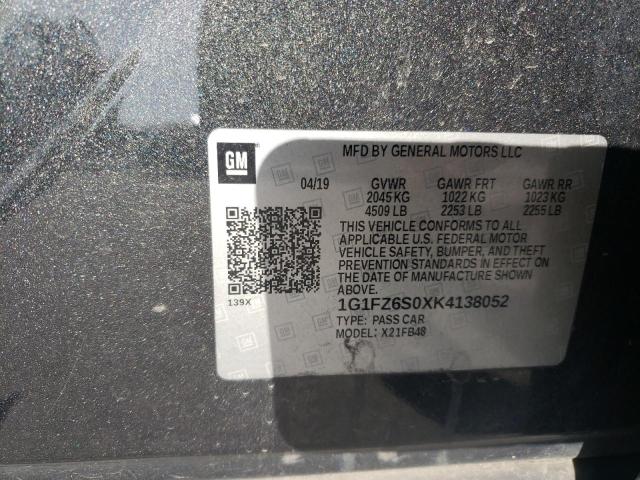 GM
MFD BY GENERAL MOTORS LLC
04/19 GVWR GAWR FRT GAWR RR
2045 KG 1022 KG 1023 KG
4509 LB 2253 LB 2255 LB
THIS VEHICLE CONFORMS TO ALL
APPLICABLE U.S. FEDERAL MOTOR
VEHICLE SAFETY, BUMPER, AND THEFT
PREVENTION STANDARDS IN EFFECT ON
THE DATE OF MANUFACTURE SHOWN
ABOVE.
139X
1G1FZ6S0XK4138052
TYPE: PASS CAR
MODEL: X21FB48